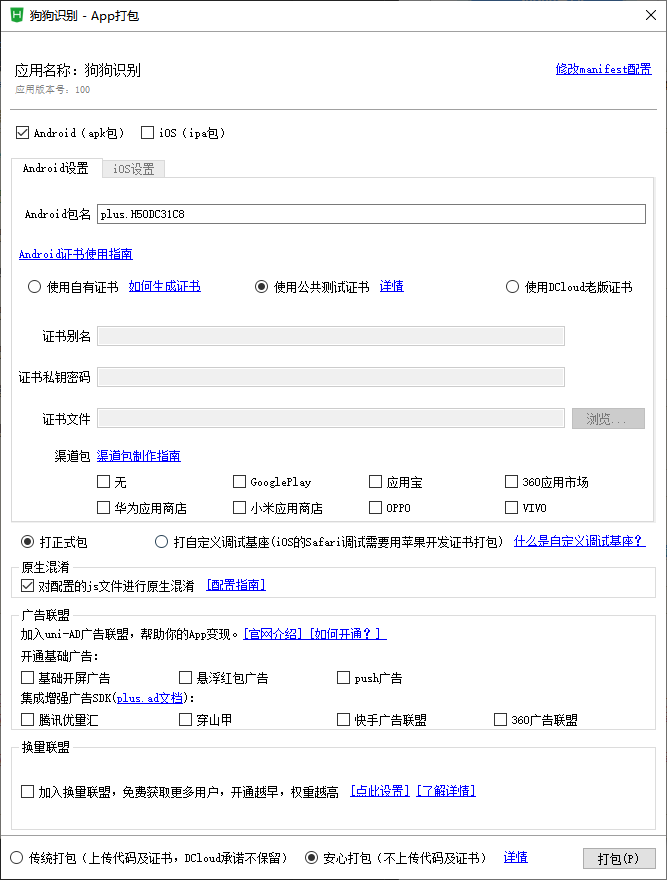 狗狗识别 - App打包
应用名称：狗狗识别 修改manifest配置
应用版本号：100
Android（apk包） iOS（ipa包）
Android设置 iOS设置
Android包名 plus.H5ODC31C8
Android证书使用指南
使用自有证书 如何生成证书 使用公共测试证书 详情 使用DCloud老版证书
证书别名
证书私钥密码
证书文件 浏览...
渠道包 渠道包制作指南
无 GooglePlay 应用宝 360应用市场
华为应用商店 小米应用商店 OPPO VIVO
打正式包 打自定义调试基座(iOS的Safari调试需要用苹果开发证书打包) 什么是自定义调试基座？
原生混淆
对配置的js文件进行原生混淆 [配置指南]
广告联盟
加入uni-AD广告联盟，帮助你的App变现。[官网介绍] [如何开通？]
开通基础广告：
基础开屏广告 悬浮红包广告 push广告
集成增强广告SDK(plus.ad文档)：
腾讯优量汇 穿山甲 快手广告联盟 360广告联盟
换量联盟
加入换量联盟，免费获取更多用户，开通越早，权重越高 [点此设置] [了解详情]
传统打包（上传代码及证书，DCloud承诺不保留） 安心打包（不上传代码及证书） 详情 打包(P)